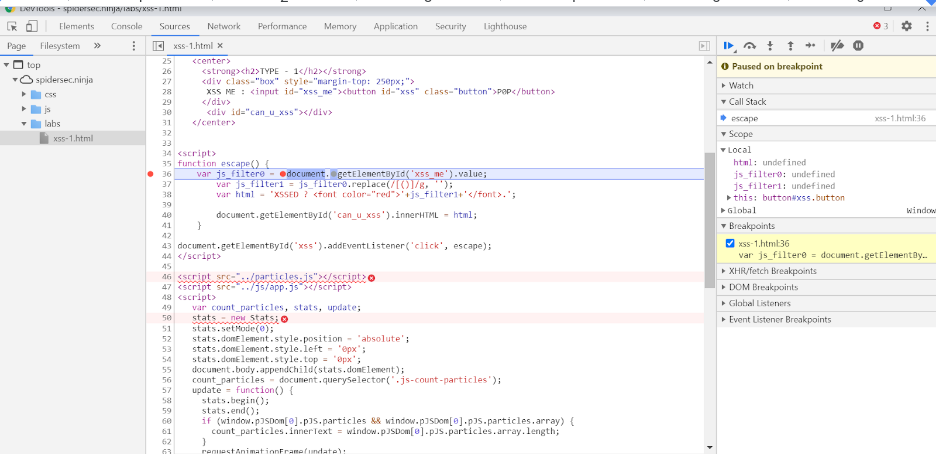 DevTools - spidersec.ninja/labs/xss-1.html
Elements Console Sources Network Performance Memory Application Security Lighthouse 3
Page Filesystem »
top
spidersec.ninja
css
js
labs
xss-1.html
xss-1.html ×
25 <center>
26 <strong><h2>TYPE - 1</h2></strong>
27 <div class="box" style="margin-top: 250px;">
28 XSS ME : <input id="xss_me"><button id="xss" class="button">P0P</button>
29 </div>
30 <div id="can_u_xss"></div>
31 </center>
32
33
34 <script>
35 function escape() {
36 var js_filter0 = document.getElementById('xss_me').value;
37 var js_filter1 = js_filter0.replace(/[()]/g, '');
38 var html = 'XSSED ? <font color="red">'+js_filter1+'</font>.';
39
40 document.getElementById('can_u_xss').innerHTML = html;
41 }
42
43 document.getElementById('xss').addEventListener('click', escape);
44 </script>
45
46 <script src="../particles.js"></script>
47 <script src="../js/app.js"></script>
48 <script>
49 var count_particles, stats, update;
50 stats = new Stats;
51 stats.setMode(0);
52 stats.domElement.style.position = 'absolute';
53 stats.domElement.style.left = '0px';
54 stats.domElement.style.top = '0px';
55 document.body.appendChild(stats.domElement);
56 count_particles = document.querySelector('.js-count-particles');
57 update = function() {
58 stats.begin();
59 stats.end();
60 if (window.pJSDom[0].pJS.particles && window.pJSDom[0].pJS.particles.array) {
61 count_particles.innerText = window.pJSDom[0].pJS.particles.array.length;
62 }
63 requestAnimationFrame(update);
Paused on breakpoint
Watch
Call Stack
escape xss-1.html:36
Scope
Local
html: undefined
js_filter0: undefined
js_filter1: undefined
this: button#xss.button
Global Window
Breakpoints
xss-1.html:36
var js_filter0 = document.getElementBy…
XHR/fetch Breakpoints
DOM Breakpoints
Global Listeners
Event Listener Breakpoints